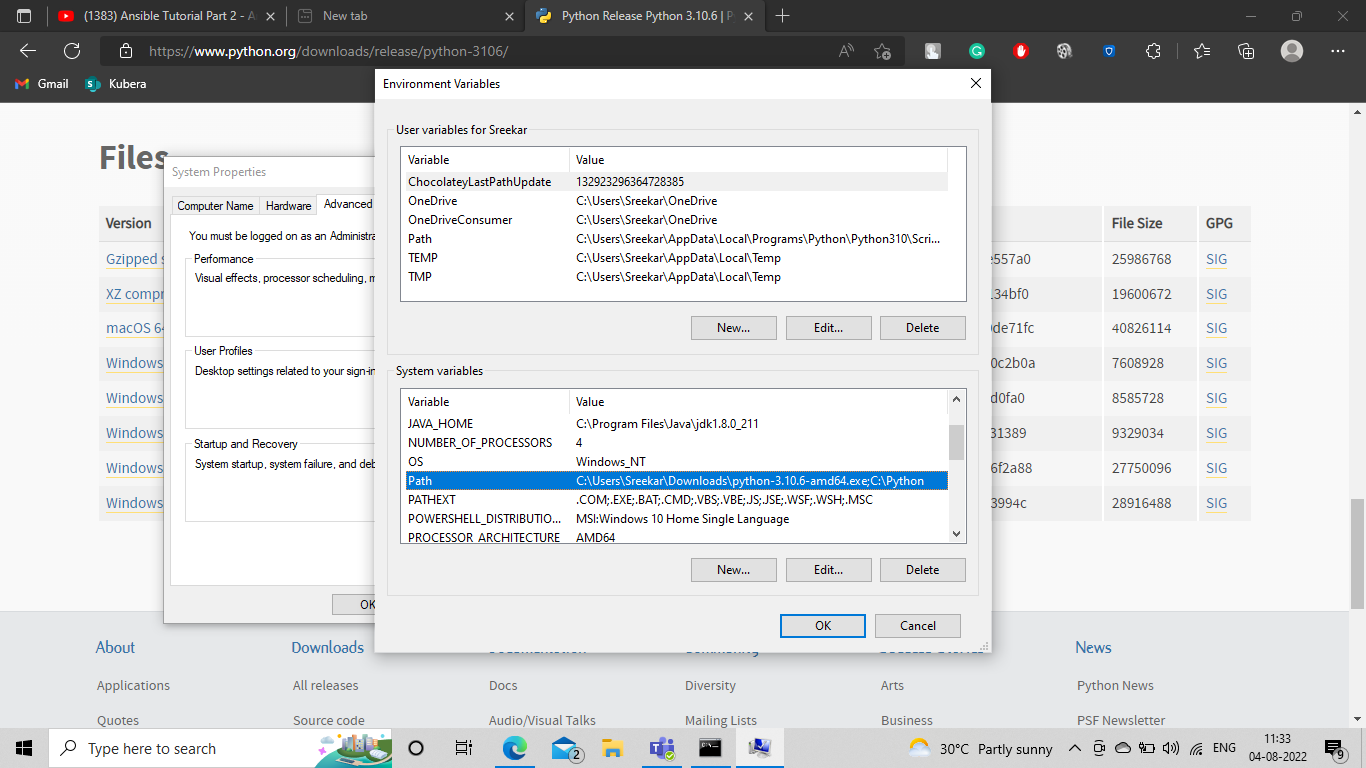 (1383) Ansible Tutorial Part 2 - A
New tab
Python Release Python 3.10.6 | P
https://www.python.org/downloads/release/python-3106/
Gmail
Kubera
Environment Variables
User variables for Sreekar
Variable Value
ChocolateyLastPathUpdate 132923296364728385
OneDrive C:\Users\Sreekar\OneDrive
OneDriveConsumer C:\Users\Sreekar\OneDrive
Path C:\Users\Sreekar\AppData\Local\Programs\Python\Python310\Scri...
TEMP C:\Users\Sreekar\AppData\Local\Temp
TMP C:\Users\Sreekar\AppData\Local\Temp
New... Edit... Delete
System variables
Variable Value
JAVA_HOME C:\Program Files\Java\jdk1.8.0_211
NUMBER_OF_PROCESSORS 4
OS Windows_NT
Path C:\Users\Sreekar\Downloads\python-3.10.6-amd64.exe;C:\Python
PATHEXT .COM;.EXE;.BAT;.CMD;.VBS;.VBE;.JS;.JSE;.WSF;.WSH;.MSC
POWERSHELL_DISTRIBUTIO... MSI:Windows 10 Home Single Language
PROCESSOR_ARCHITECTURE AMD64
New... Edit... Delete
OK Cancel
System Properties
Computer Name Hardware Advanced
You must be logged on as an Administra
Performance
Visual effects, processor scheduling, m
User Profiles
Desktop settings related to your sign-in
Startup and Recovery
System startup, system failure, and deb
OK
Files
Version File Size GPG
Gzipped s e557a0 25986768 SIG
XZ compr 134bf0 19600672 SIG
macOS 64 de71fc 40826114 SIG
Windows 0c2b0a 7608928 SIG
Windows d0fa0 8585728 SIG
Windows 31389 9329034 SIG
Windows 6f2a88 27750096 SIG
Windows 3994c 28916488 SIG
About Downloads Documentation Community Success Stories News
Applications All releases Docs Diversity Arts Python News
Quotes Source code Audio/Visual Talks Mailing Lists Business PSF Newsletter
Type here to search
2
30°C Partly sunny
ENG
11:33
04-08-2022
9